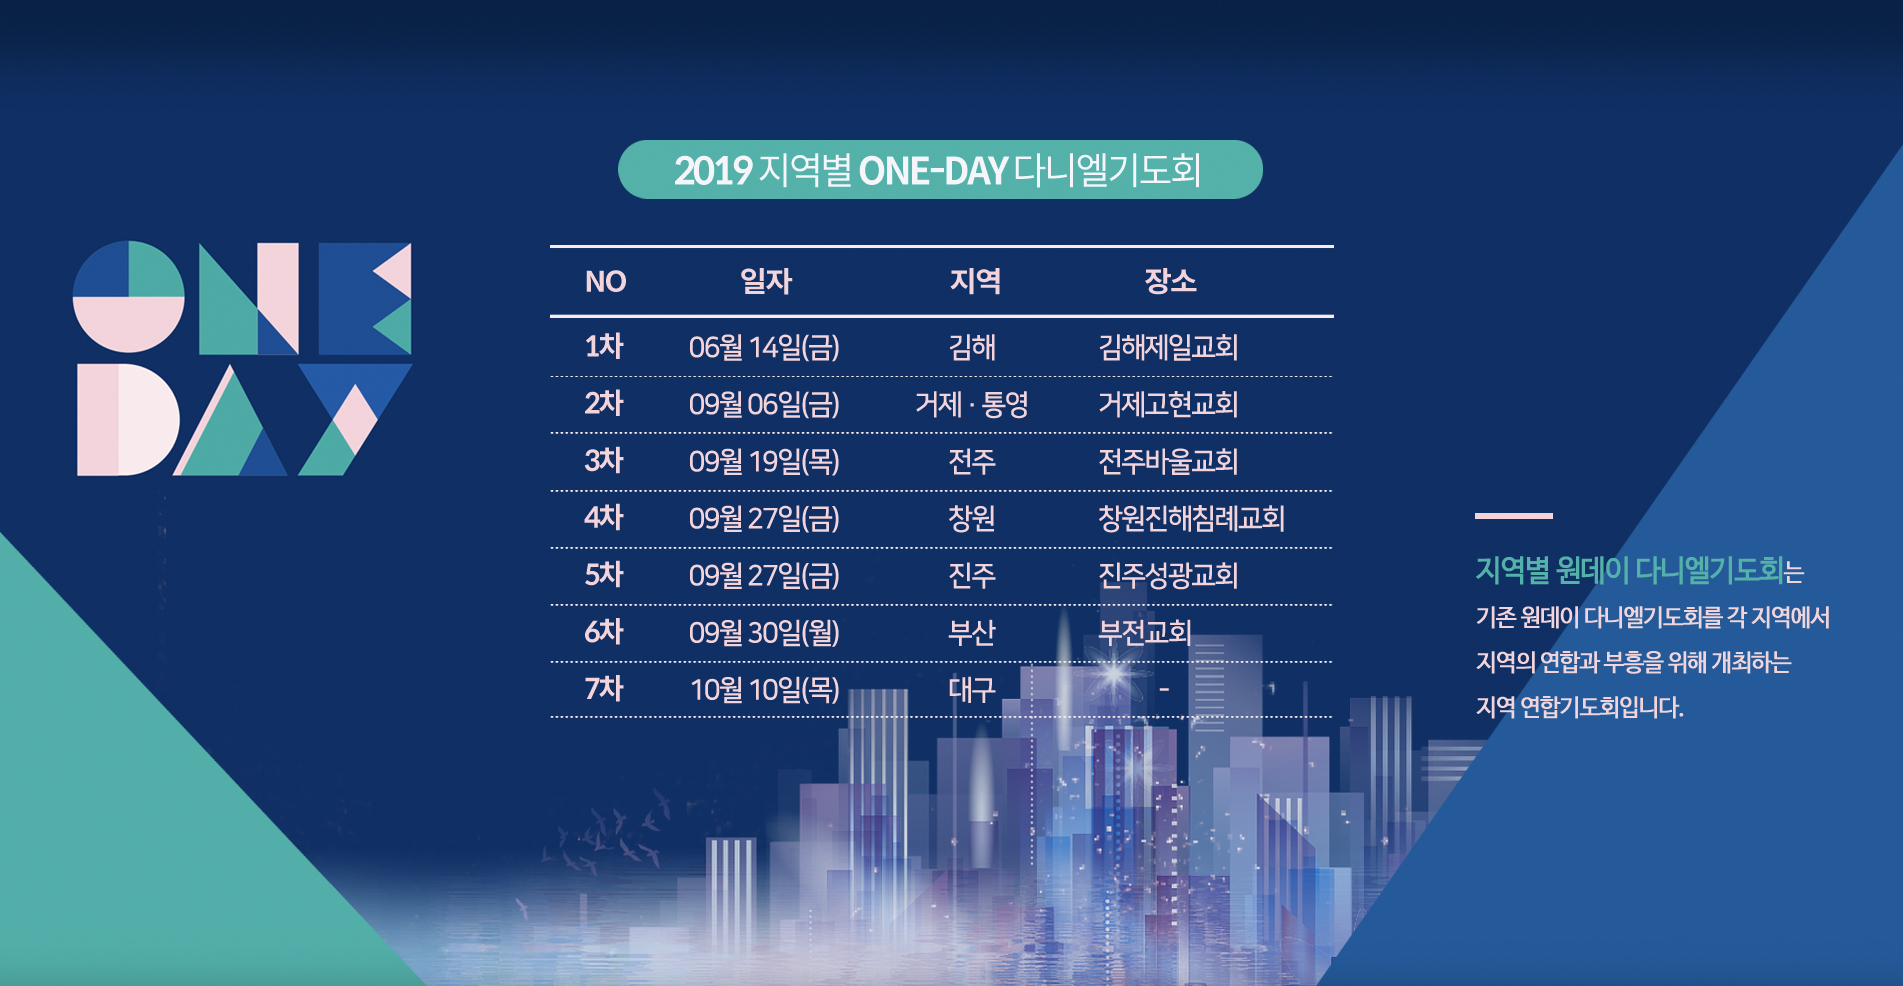 2019 지역별 ONE-DAY 다니엘기도회
ONE
DAY
NO 일자 지역 장소
1차 06월 14일(금) 김해 김해제일교회
2차 09월 06일(금) 거제 · 통영 거제고현교회
3차 09월 19일(목) 전주 전주바울교회
4차 09월 27일(금) 창원 창원진해침례교회
5차 09월 27일(금) 진주 진주성광교회
6차 09월 30일(월) 부산 부전교회
7차 10월 10일(목) 대구 -
지역별 원데이 다니엘기도회는
기존 원데이 다니엘기도회를 각 지역에서
지역의 연합과 부흥을 위해 개최하는
지역 연합기도회입니다.